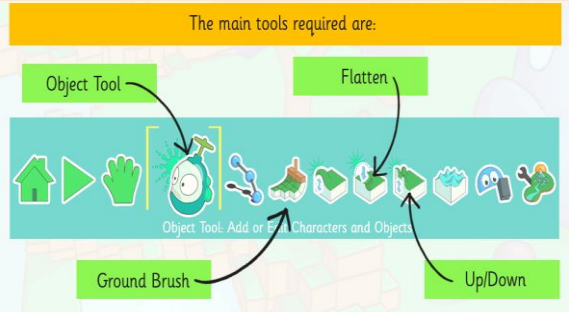 The main tools required are:
Object Tool
Flatten
Object Tool: Add or Edit Characters and Objects
Ground Brush
Up/Down